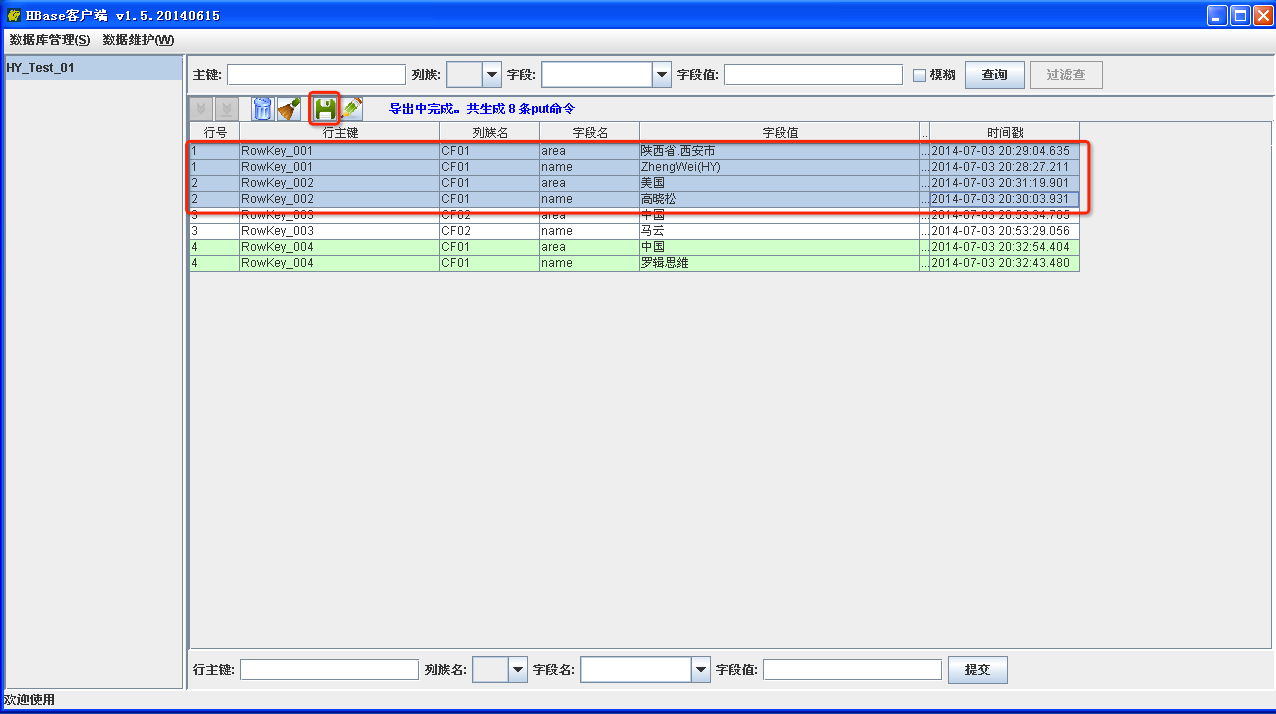 HBase客户端 v1.5.20140615
数据库管理(S) 数据维护(W)
HY_Test_01
主键: 列族: 字段: 字段值: 模糊 查询 过滤查
导出中完成。共生成 8 条put命令
行号 行主键 列族名 字段名 字段值 .. 时间戳
1 RowKey_001 CF01 area 陕西省 西安市 ... 2014-07-03 20:29:04.635
1 RowKey_001 CF01 name ZhengWei(HY) ... 2014-07-03 20:28:27.211
2 RowKey_002 CF01 area 美国 ... 2014-07-03 20:31:19.901
2 RowKey_002 CF01 name 高晓松 ... 2014-07-03 20:30:03.931
3 RowKey_003 CF02 area 中国 ... 2014-07-03 20:53:34.705
3 RowKey_003 CF02 name 马云 ... 2014-07-03 20:53:29.056
4 RowKey_004 CF01 area 中国 ... 2014-07-03 20:32:54.404
4 RowKey_004 CF01 name 罗辑思维 ... 2014-07-03 20:32:43.480
行主键: 列族名: 字段名: 字段值: 提交
欢迎使用